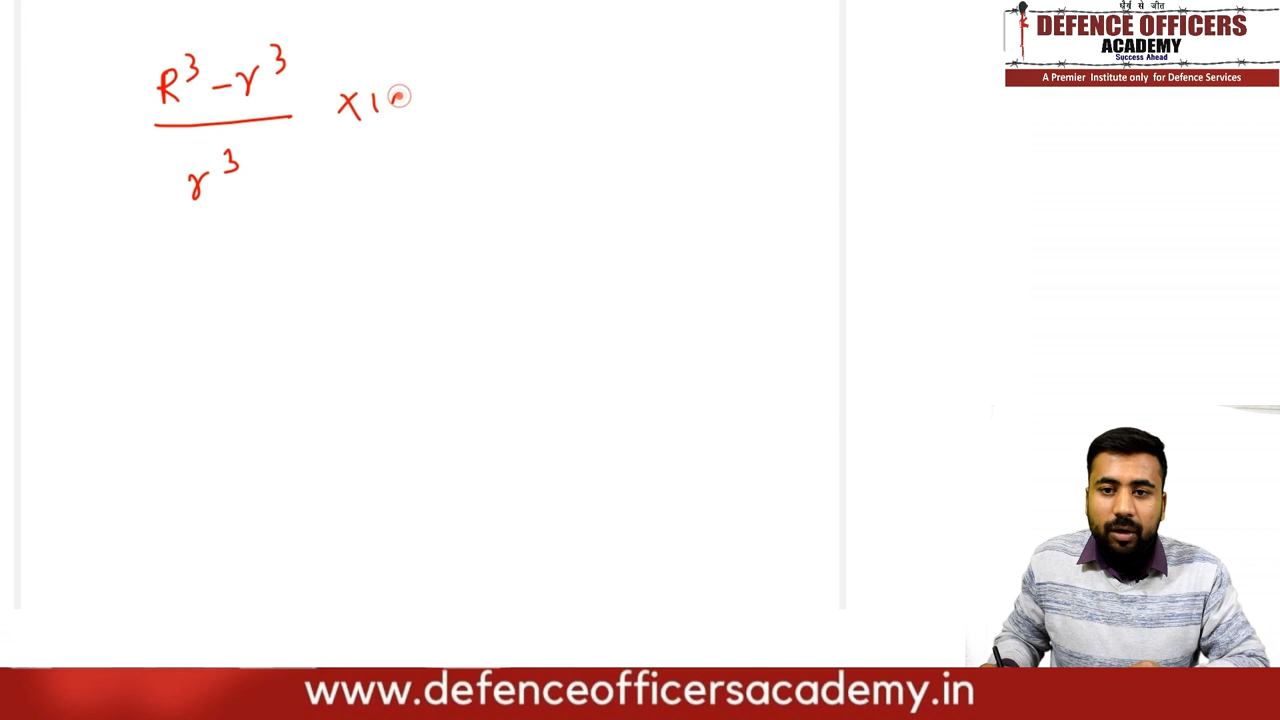 धैर्य से जीत
DEFENCE OFFICERS
ACADEMY
Success Ahead
A Premier Institute only for Defence Services
R³ - r³
r³
×1
www.defenceofficersacademy.in